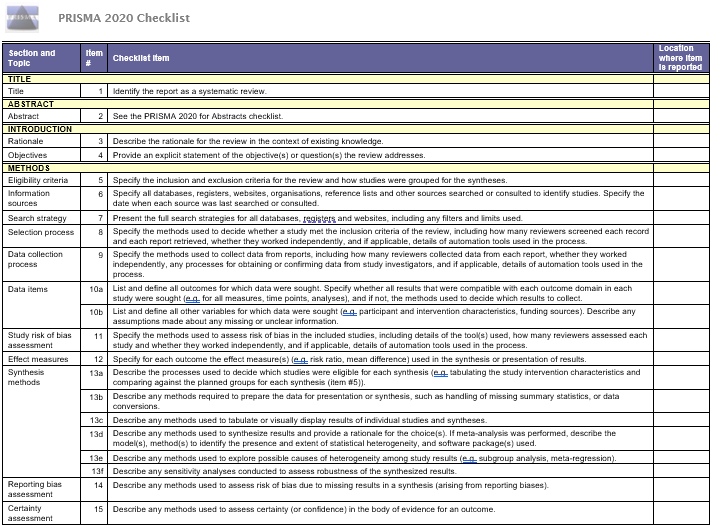 PRISMA 2020 Checklist
Section and Topic Item # Checklist item Location where item is reported
TITLE
Title 1 Identify the report as a systematic review.
ABSTRACT
Abstract 2 See the PRISMA 2020 for Abstracts checklist.
INTRODUCTION
Rationale 3 Describe the rationale for the review in the context of existing knowledge.
Objectives 4 Provide an explicit statement of the objective(s) or question(s) the review addresses.
METHODS
Eligibility criteria 5 Specify the inclusion and exclusion criteria for the review and how studies were grouped for the syntheses.
Information sources 6 Specify all databases, registers, websites, organisations, reference lists and other sources searched or consulted to identify studies. Specify the
date when each source was last searched or consulted.
Search strategy 7 Present the full search strategies for all databases, registers and websites, including any filters and limits used.
Selection process 8 Specify the methods used to decide whether a study met the inclusion criteria of the review, including how many reviewers screened each record
and each report retrieved, whether they worked independently, and if applicable, details of automation tools used in the process.
Data collection process 9 Specify the methods used to collect data from reports, including how many reviewers collected data from each report, whether they worked
independently, any processes for obtaining or confirming data from study investigators, and if applicable, details of automation tools used in the
process.
Data items 10a List and define all outcomes for which data were sought. Specify whether all results that were compatible with each outcome domain in each
study were sought (e.g. for all measures, time points, analyses), and if not, the methods used to decide which results to collect.
10b List and define all other variables for which data were sought (e.g. participant and intervention characteristics, funding sources). Describe any
assumptions made about any missing or unclear information.
Study risk of bias assessment 11 Specify the methods used to assess risk of bias in the included studies, including details of the tool(s) used, how many reviewers assessed each
study and whether they worked independently, and if applicable, details of automation tools used in the process.
Effect measures 12 Specify for each outcome the effect measure(s) (e.g. risk ratio, mean difference) used in the synthesis or presentation of results.
Synthesis methods 13a Describe the processes used to decide which studies were eligible for each synthesis (e.g. tabulating the study intervention characteristics and
comparing against the planned groups for each synthesis (item #5)).
13b Describe any methods required to prepare the data for presentation or synthesis, such as handling of missing summary statistics, or data
conversions.
13c Describe any methods used to tabulate or visually display results of individual studies and syntheses.
13d Describe any methods used to synthesize results and provide a rationale for the choice(s). If meta-analysis was performed, describe the
model(s), method(s) to identify the presence and extent of statistical heterogeneity, and software package(s) used.
13e Describe any methods used to explore possible causes of heterogeneity among study results (e.g. subgroup analysis, meta-regression).
13f Describe any sensitivity analyses conducted to assess robustness of the synthesized results.
Reporting bias assessment 14 Describe any methods used to assess risk of bias due to missing results in a synthesis (arising from reporting biases).
Certainty assessment 15 Describe any methods used to assess certainty (or confidence) in the body of evidence for an outcome.